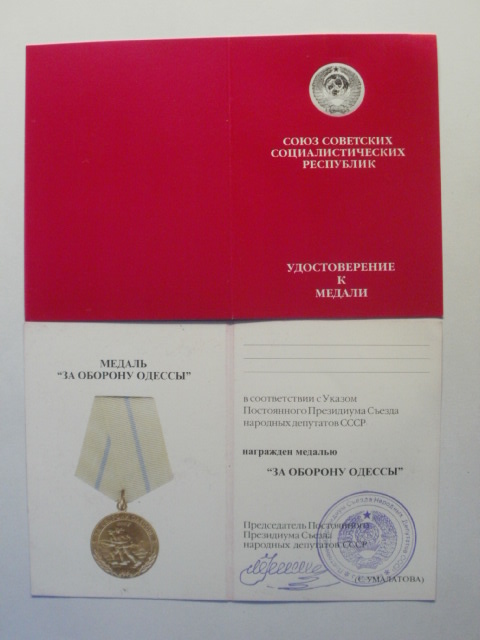 СОЮЗ СОВЕТСКИХ
СОЦИАЛИСТИЧЕСКИХ
РЕСПУБЛИК
УДОСТОВЕРЕНИЕ
К
МЕДАЛИ
МЕДАЛЬ
"ЗА ОБОРОНУ ОДЕССЫ"
в соответствии с Указом
Постоянного Президиума Съезда
народных депутатов СССР
награжден медалью
"ЗА ОБОРОНУ ОДЕССЫ"
Председатель Постоянного
Президиума Съезда
народных депутатов СССР
(С. УМАЛАТОВА)